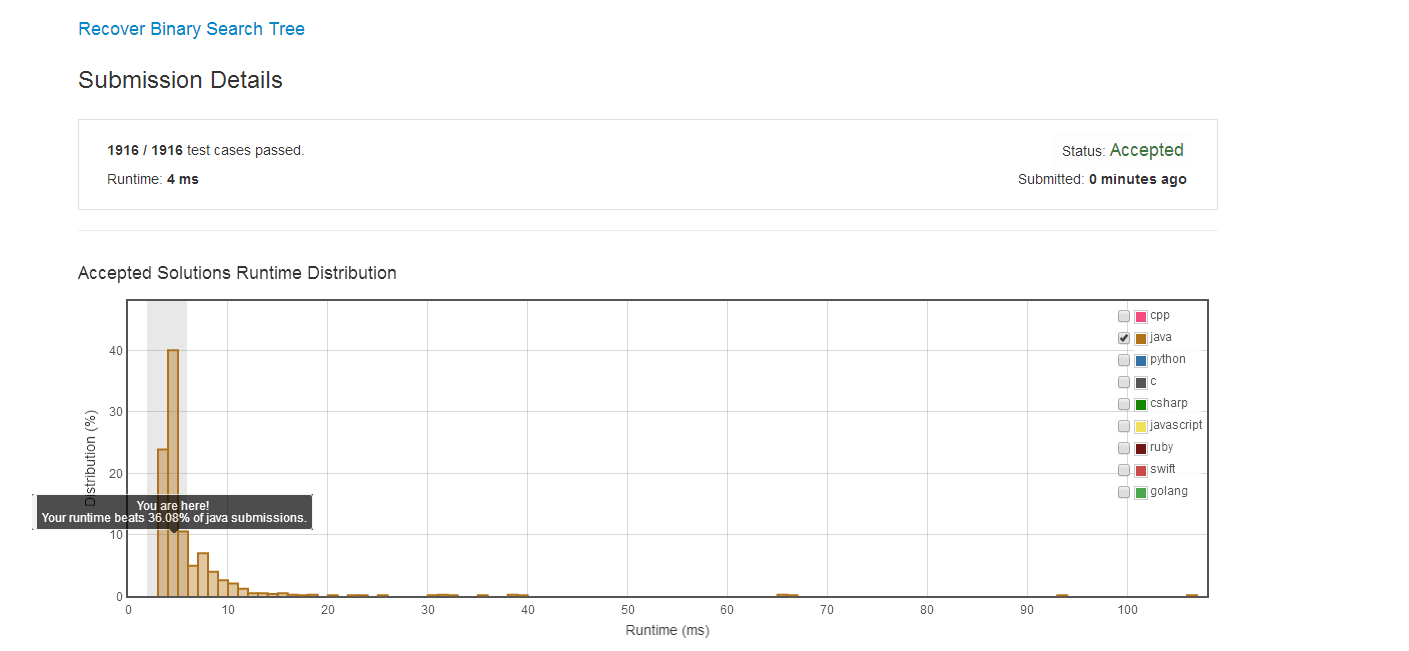 Recover Binary Search Tree
Submission Details
1916 / 1916 test cases passed.
Status: Accepted
Runtime: 4 ms
Submitted: 0 minutes ago
Accepted Solutions Runtime Distribution
cpp
java
python
c
csharp
javascript
ruby
swift
golang
Distribution (%)
40
30
20
10
0
You are here!
Your runtime beats 36.08% of java submissions.
0 10 20 30 40 50 60 70 80 90 100
Runtime (ms)